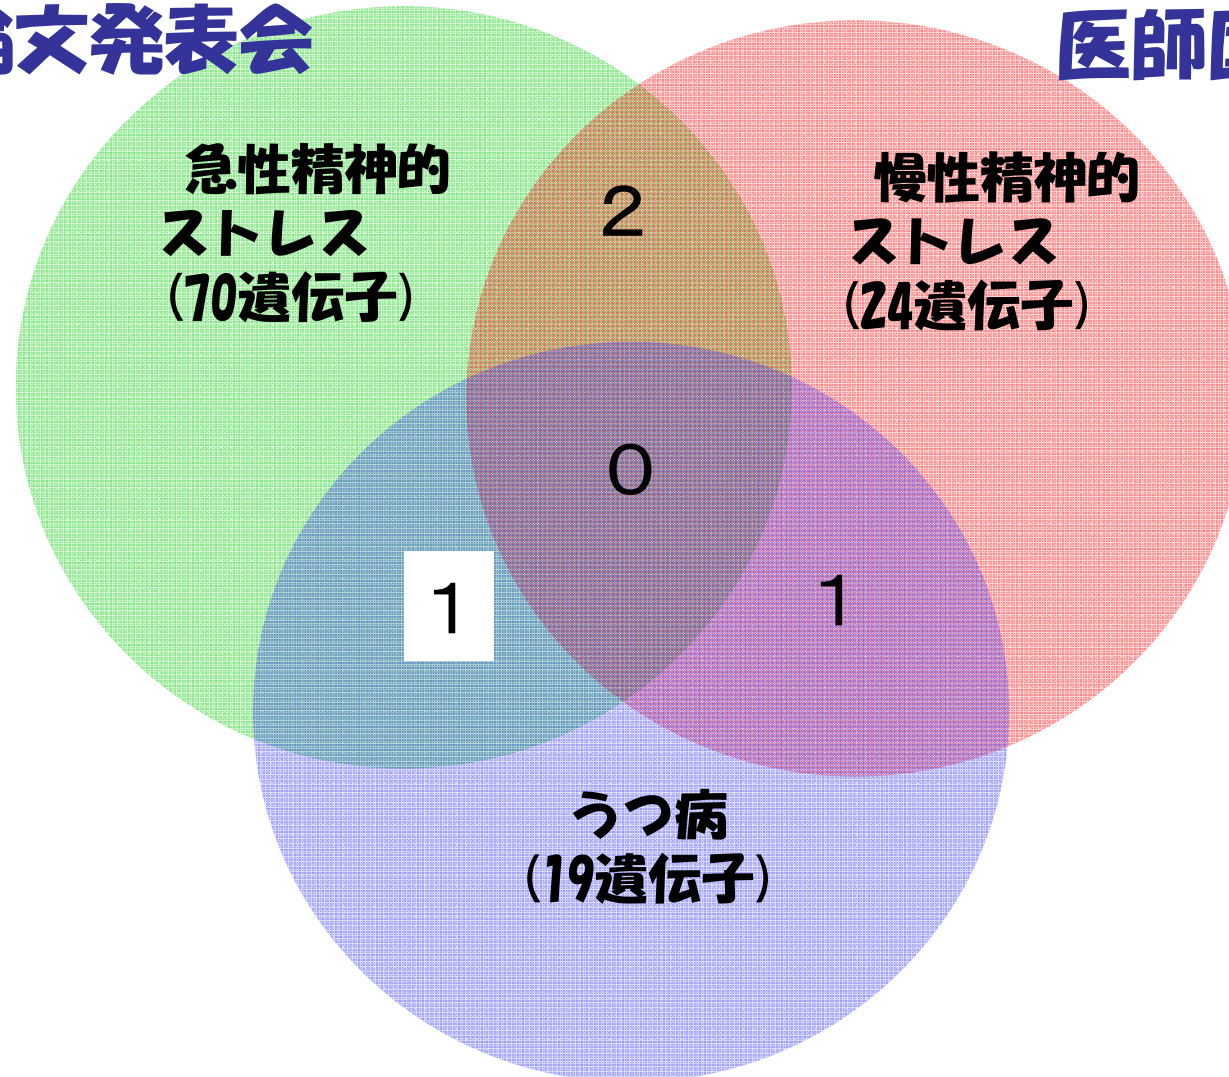 論文発表会
医師
急性精神的
ストレス
(70遺伝子)
慢性精神的
ストレス
(24遺伝子)
2
0
1
1
うつ病
(19遺伝子)